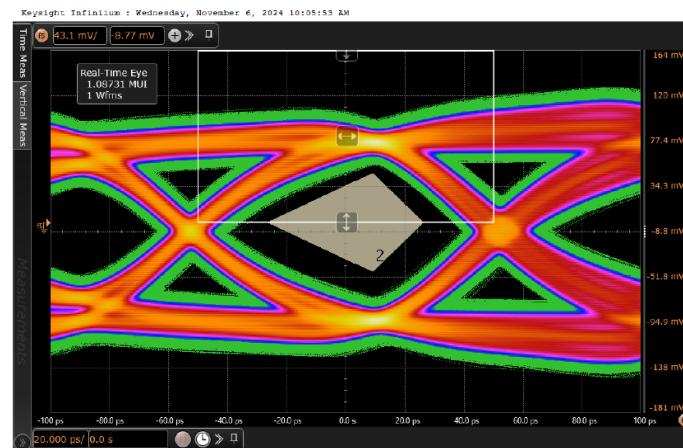 Keysight Infiniium : Wednesday, November 6, 2024 10:05:53 AM
Time Meas
Vertical Meas
Measurements
fs 43.1 mV/ -8.77 mV
Real-Time Eye
1.08731 MUI
1 Wfms
2
164 mV
120 mV
77.4 mV
34.3 mV
-8.8 mV
-51.8 mV
-94.9 mV
-138 mV
-181 mV
-100 ps -80.0 ps -60.0 ps -40.0 ps -20.0 ps 0.0 s 20.0 ps 40.0 ps 60.0 ps 80.0 ps 100 ps
20.000 ps/ 0.0 s